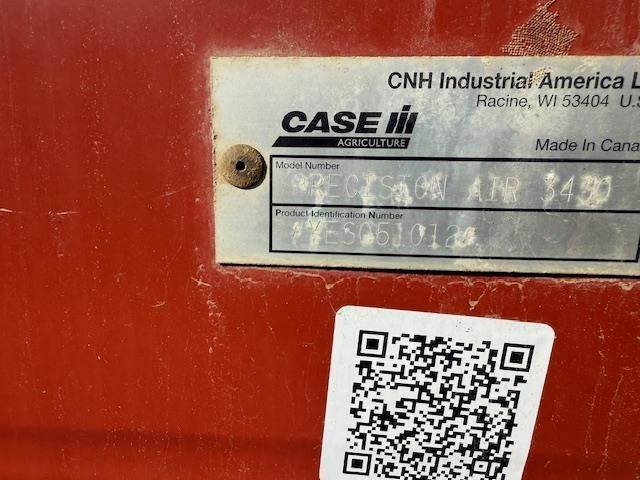 CNH Industrial America L
Racine, WI 53404 U.S
CASE IH
AGRICULTURE
Made In Cana
Model Number
PRECISION AIR 3430
Product Identification Number